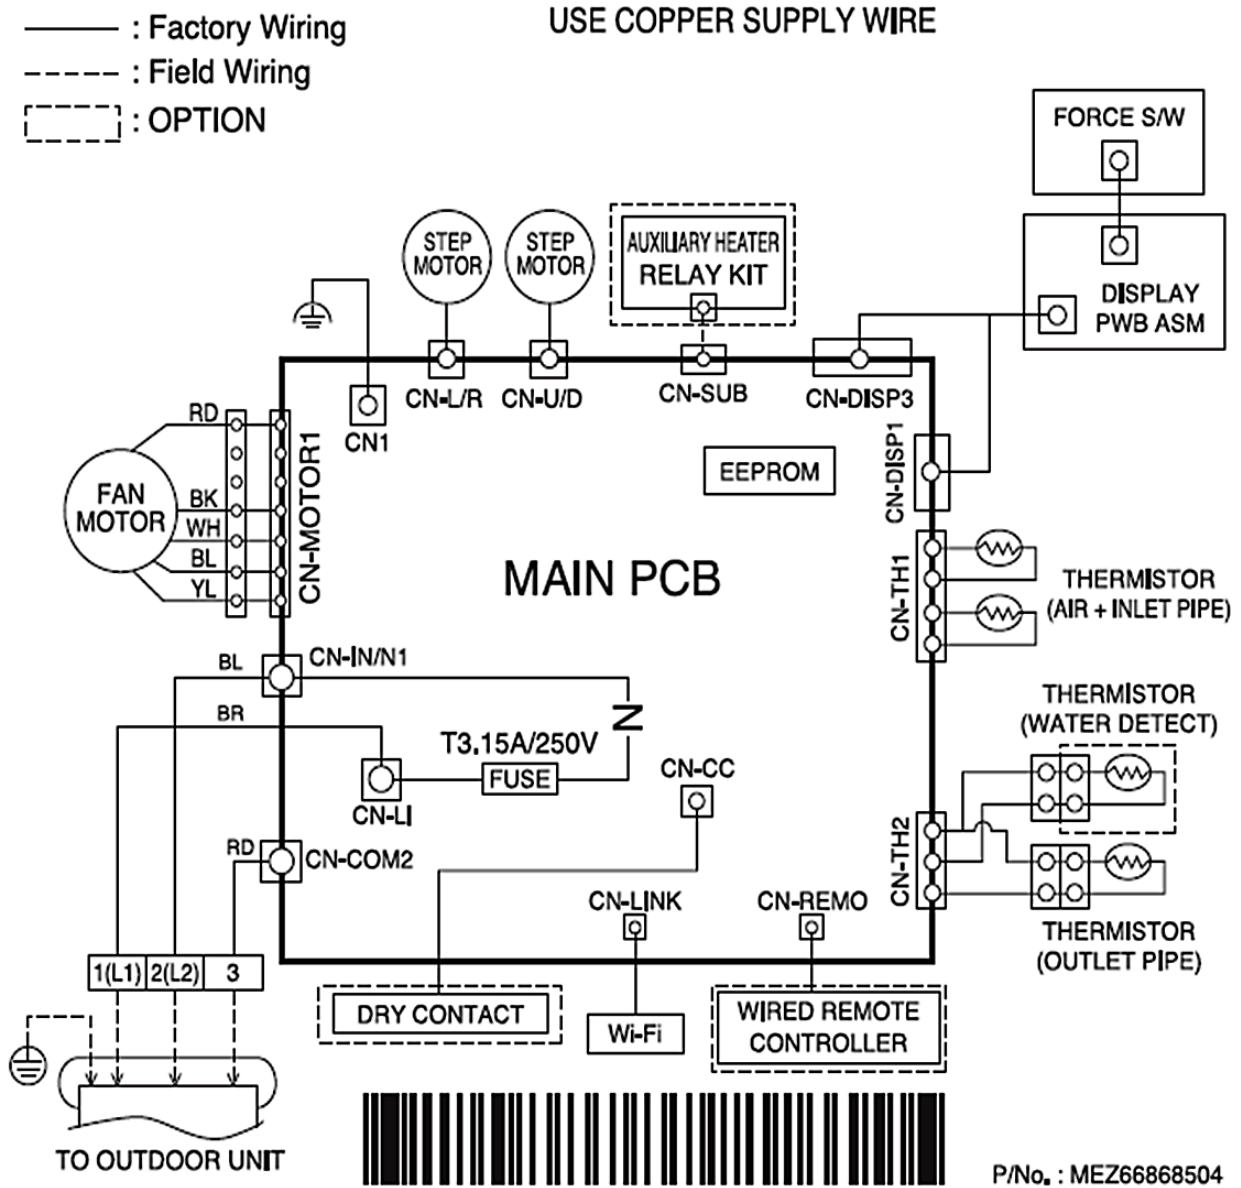 : Factory Wiring
: Field Wiring
: OPTION
USE COPPER SUPPLY WIRE
FORCE S/W
DISPLAY
PWB ASM
STEP
MOTOR
STEP
MOTOR
AUXILIARY HEATER
RELAY KIT
CN1
CN-L/R
CN-U/D
CN-SUB
CN-DISP3
CN-DISP1
EEPROM
RD
BK
WH
BL
YL
FAN
MOTOR
CN-MOTOR1
MAIN PCB
CN-TH1
THERMISTOR
(AIR + INLET PIPE)
BL
CN-IN/N1
BR
N
T3.15A/250V
FUSE
CN-LI
CN-CC
THERMISTOR
(WATER DETECT)
CN-TH2
THERMISTOR
(OUTLET PIPE)
RD
CN-COM2
CN-LINK
CN-REMO
1(L1) 2(L2) 3
DRY CONTACT
Wi-Fi
WIRED REMOTE
CONTROLLER
TO OUTDOOR UNIT
P/No. : MEZ66868504